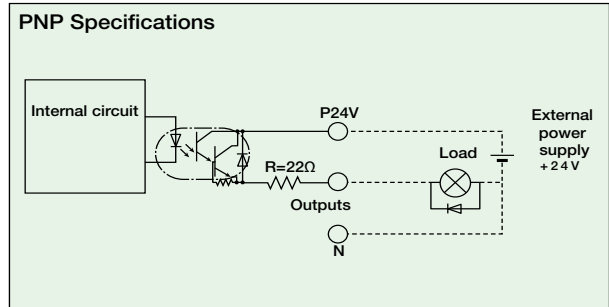 PNP Specifications
Internal circuit
P24V
External
power
supply
+24V
Load
R=22Ω
Outputs
N